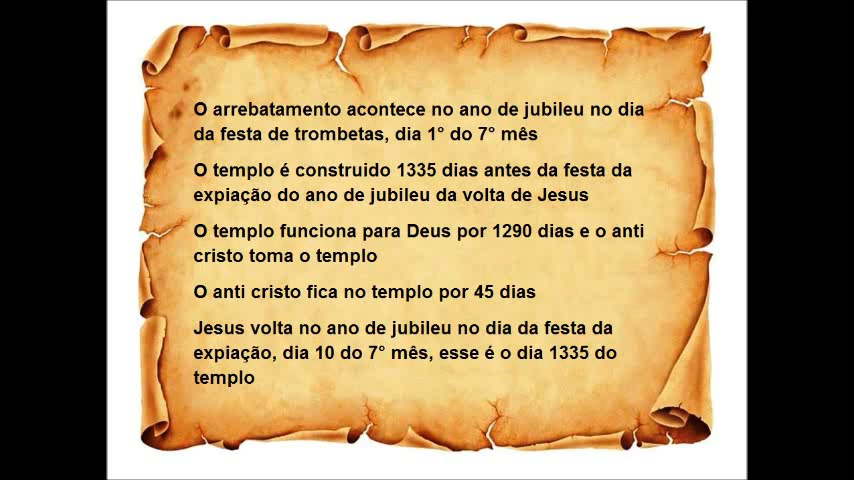 O arrebatamento acontece no ano de jubileu no dia
da festa de trombetas, dia 1° do 7° mês
O templo é construido 1335 dias antes da festa da
expiação do ano de jubileu da volta de Jesus
O templo funciona para Deus por 1290 dias e o anti
cristo toma o templo
O anti cristo fica no templo por 45 dias
Jesus volta no ano de jubileu no dia da festa da
expiação, dia 10 do 7° mês, esse é o dia 1335 do
templo